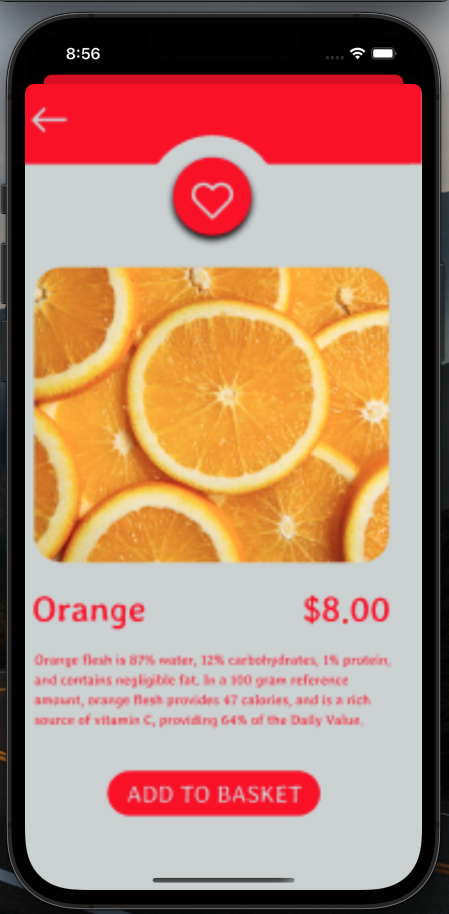 8:56
Orange
$8.00
Orange flesh is 87% water, 12% carbohydrates, 1% protein,
and contains negligible fat. In a 100 gram reference
amount, orange flesh provides 47 calories, and is a rich
source of vitamin C, providing 64% of the Daily Value.
ADD TO BASKET